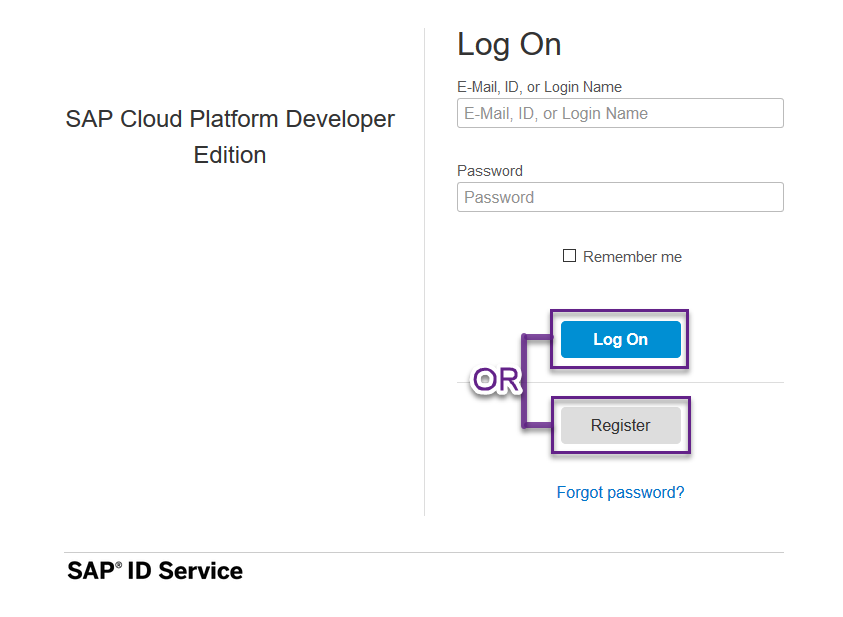 SAP Cloud Platform Developer
Edition
Log On
E-Mail, ID, or Login Name
E-Mail, ID, or Login Name
Password
Password
Remember me
Log On
OR
Register
Forgot password?
SAP® ID Service